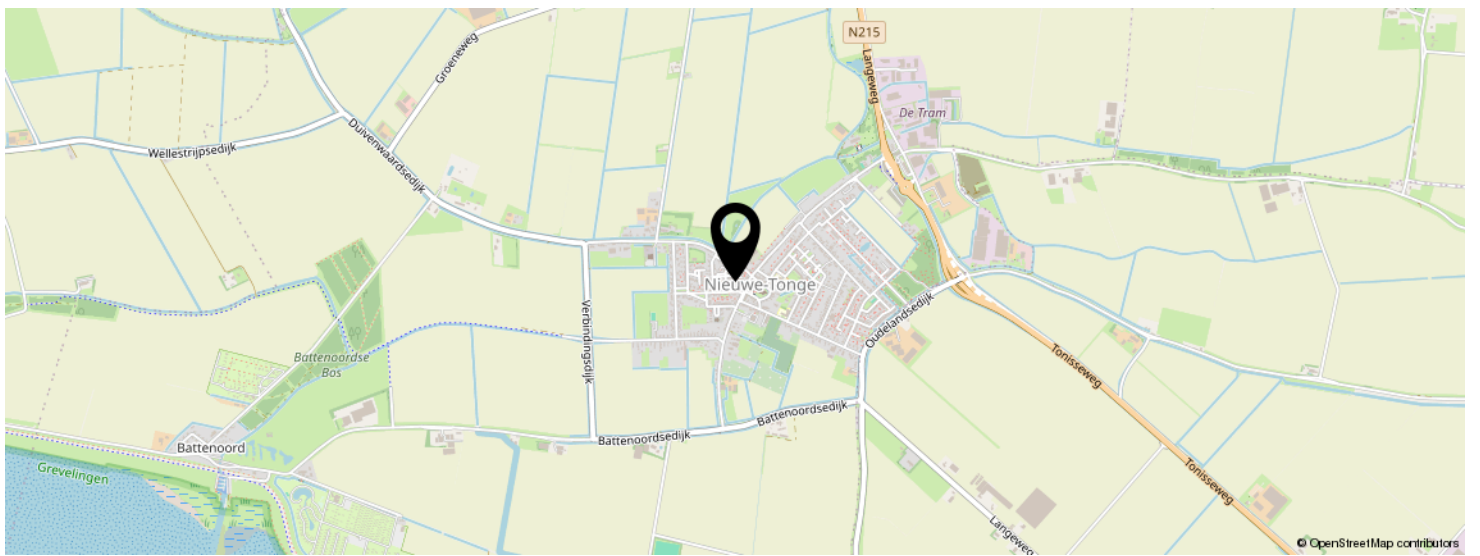 N215
Groeneweg
Langeweg
De Tram
Duivenwaardsedijk
Wellestrijpsedijk
Nieuwe-Tonge
Verbindingsdijk
Oudelandsedijk
Battenoordse
Bos
Tonisseweg
Battenoordsedijk
Battenoordsedijk
Battenoord
Grevelingen
Tonisseweg
Langeweg
© OpenStreetMap contributors